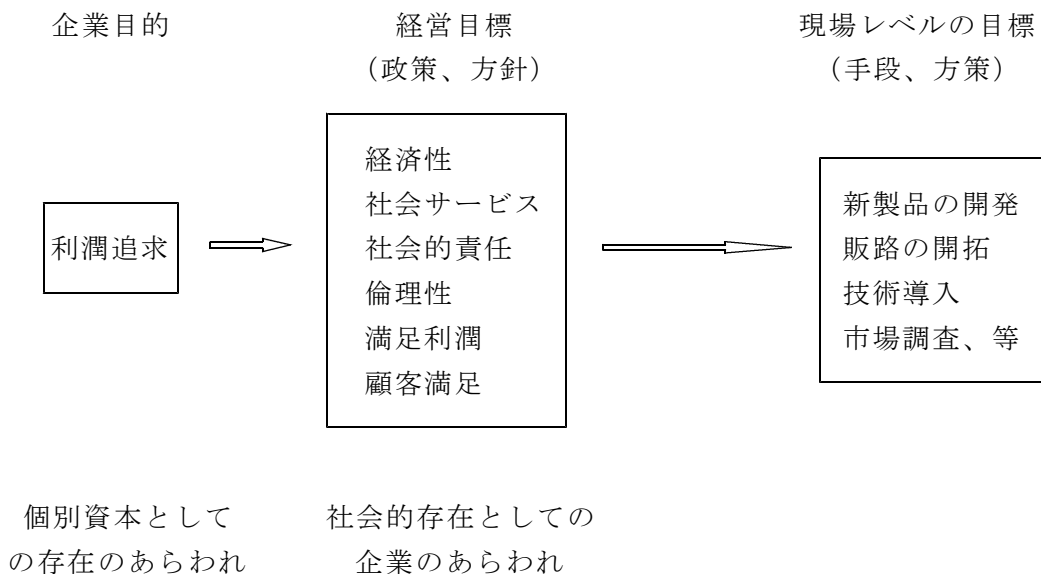 企業目的
経営目標
（政策、方針）
現場レベルの目標
（手段、方策）
利潤追求
経済性
社会サービス
社会的責任
倫理性
満足利潤
顧客満足
新製品の開発
販路の開拓
技術導入
市場調査、等
個別資本として
の存在のあらわれ
社会的存在としての
企業のあらわれ